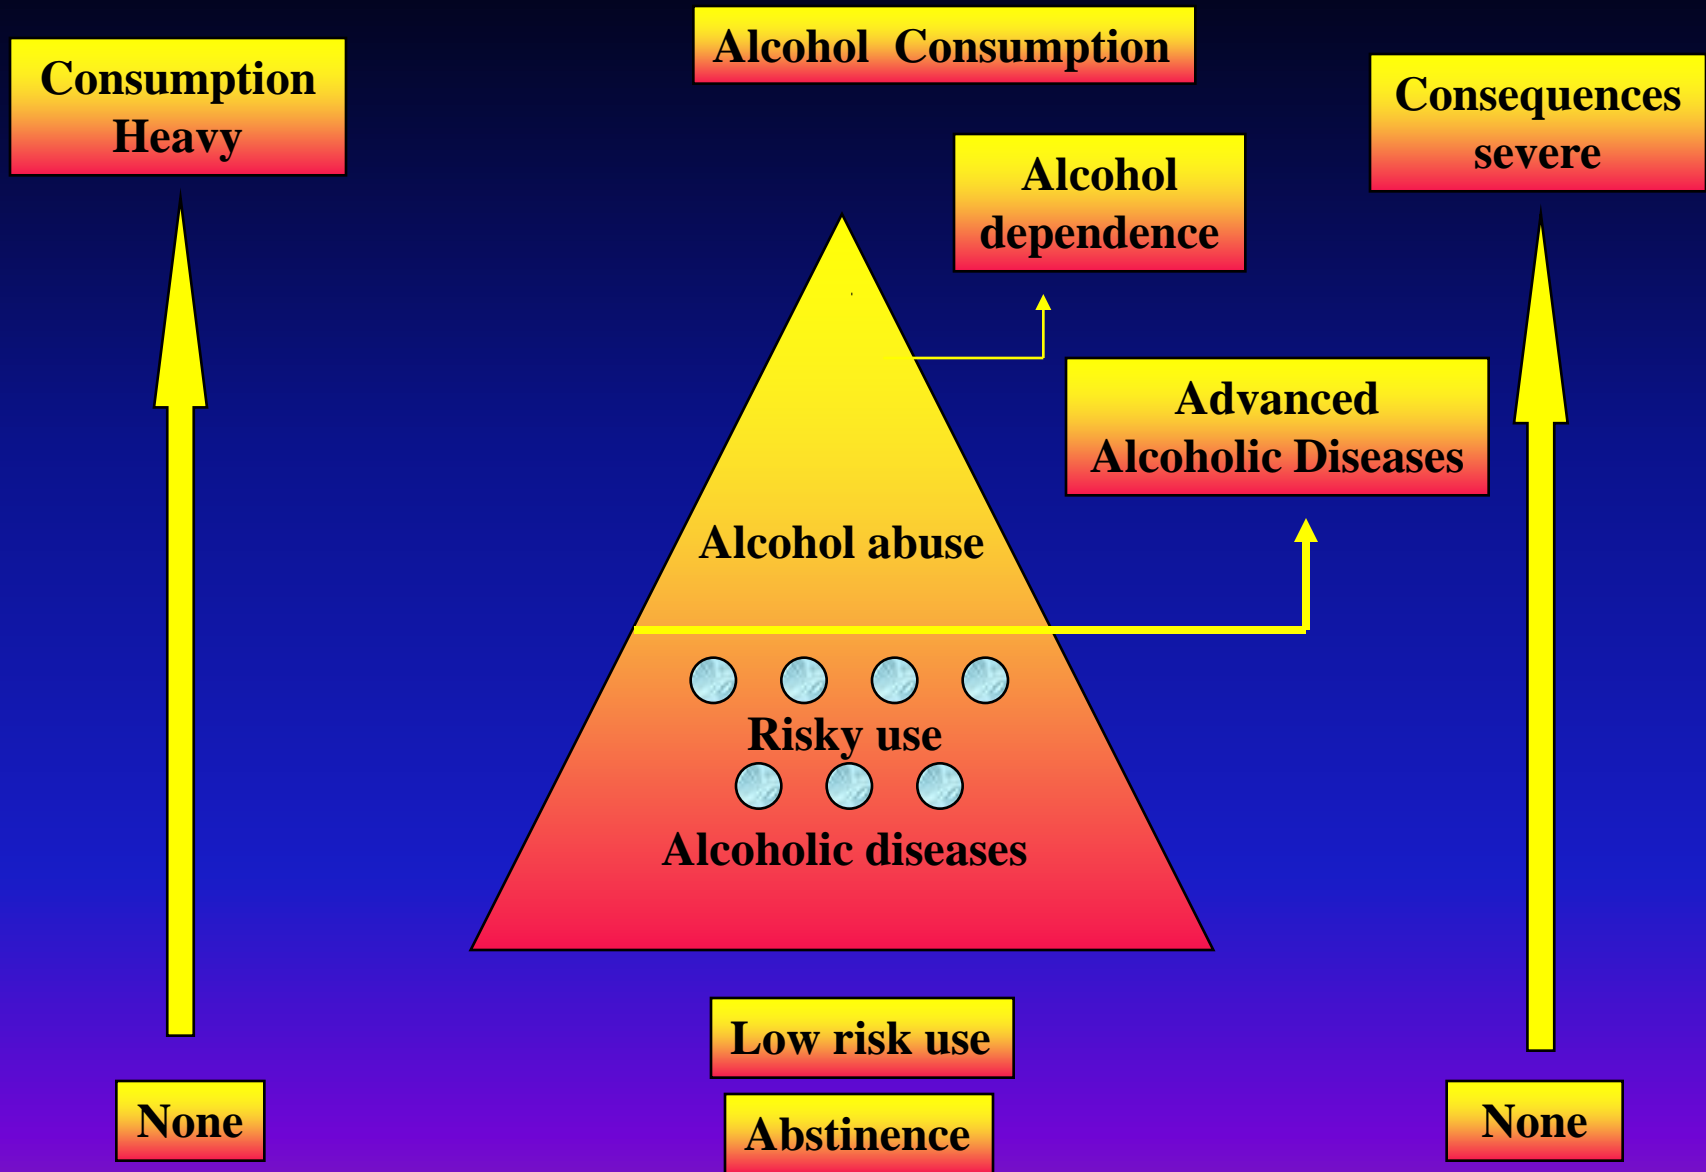 Alcohol  Consumption
Consumption
Heavy
Consequences
severe
Alcohol
dependence
Advanced
Alcoholic Diseases
Alcohol abuse
Risky use
Alcoholic diseases
Low risk use
None
Abstinence
None